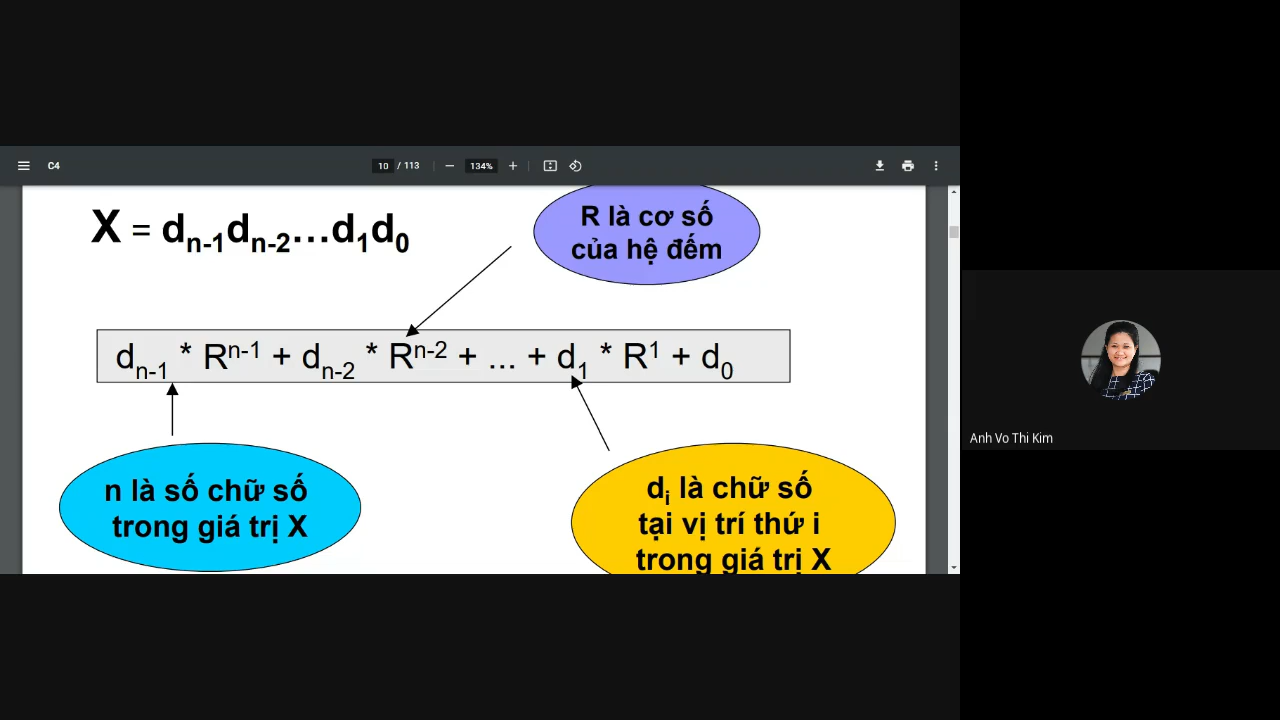 C4
10 / 113
134%
X = dn-1dn-2…d1d0
R là cơ số
của hệ đếm
dn-1 * Rn-1 + dn-2 * Rn-2 + ... + d1 * R1 + d0
n là số chữ số
trong giá trị X
di là chữ số
tại vị trí thứ i
trong giá trị X
Anh Vo Thi Kim